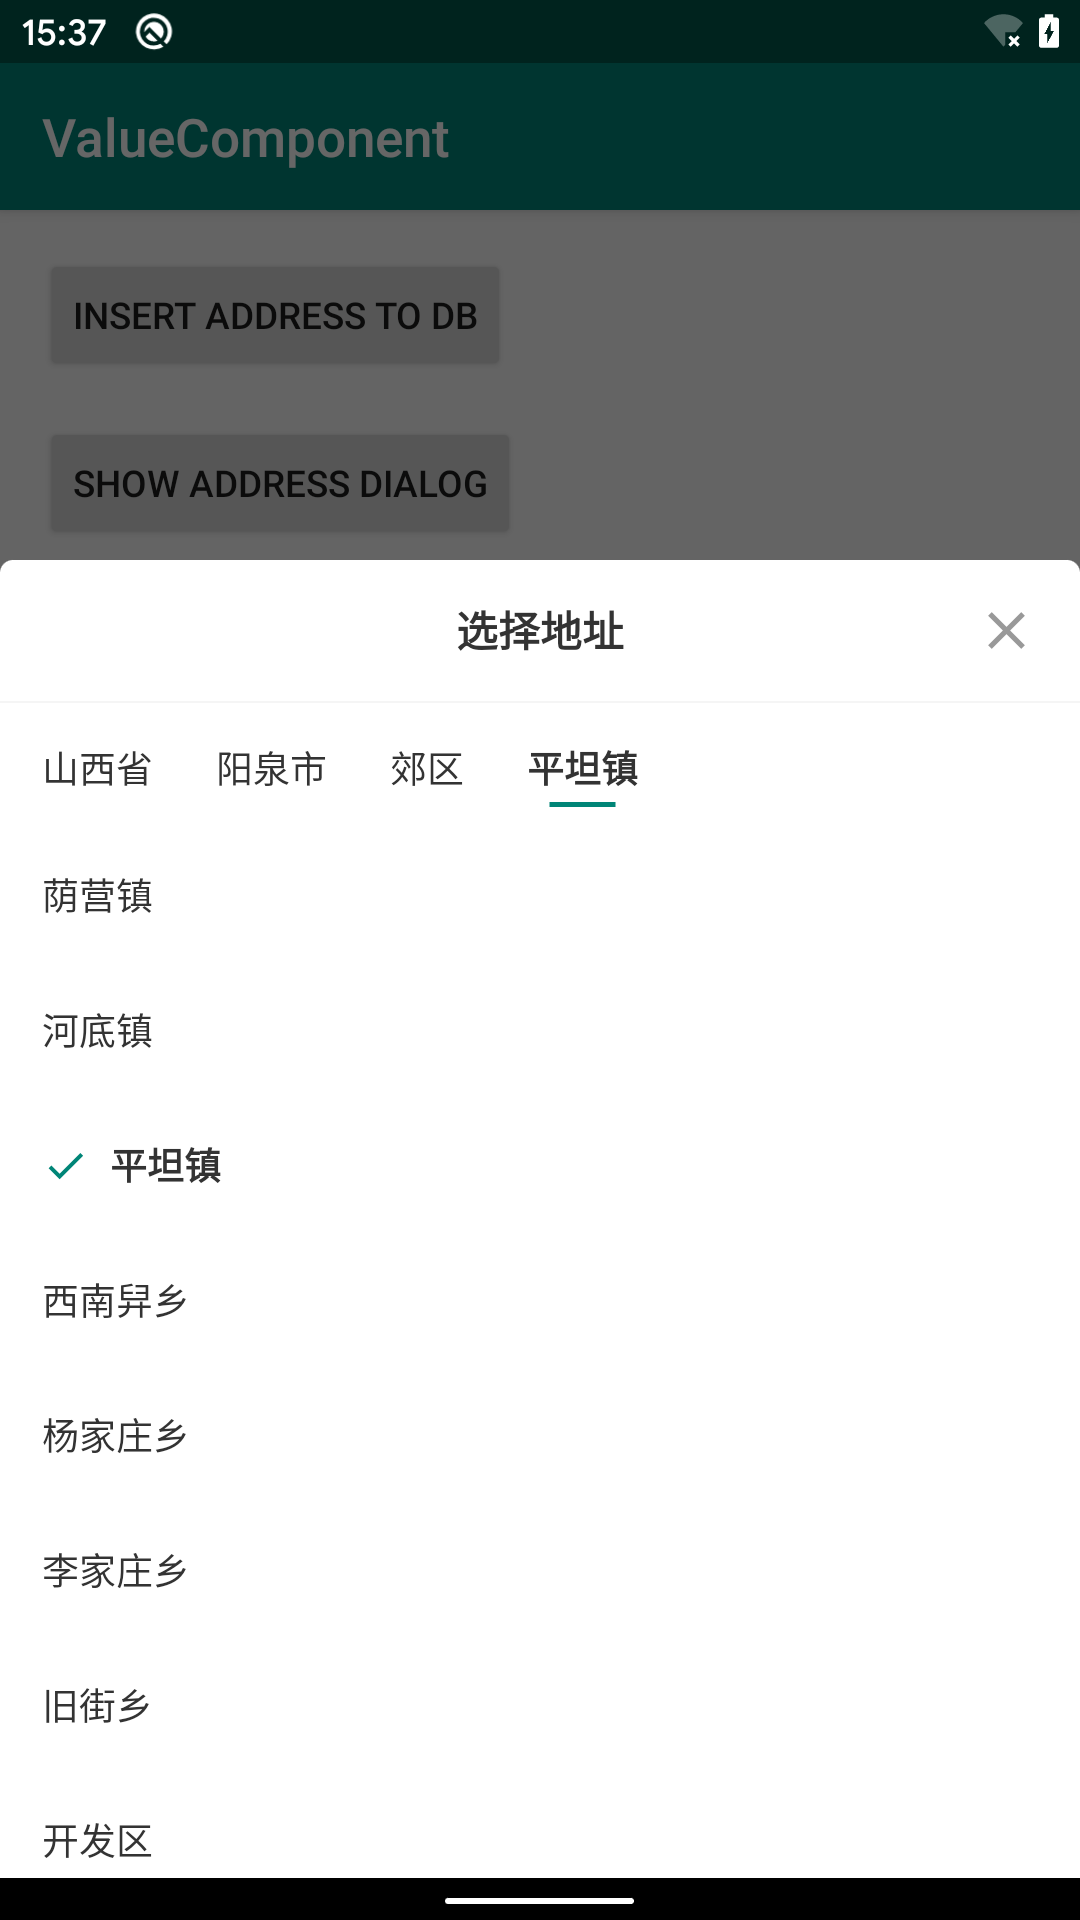 15:37
ValueComponent
INSERT ADDRESS TO DB
SHOW ADDRESS DIALOG
选择地址
山西省 阳泉市 郊区 平坦镇
荫营镇
河底镇
平坦镇
西南舁乡
杨家庄乡
李家庄乡
旧街乡
开发区